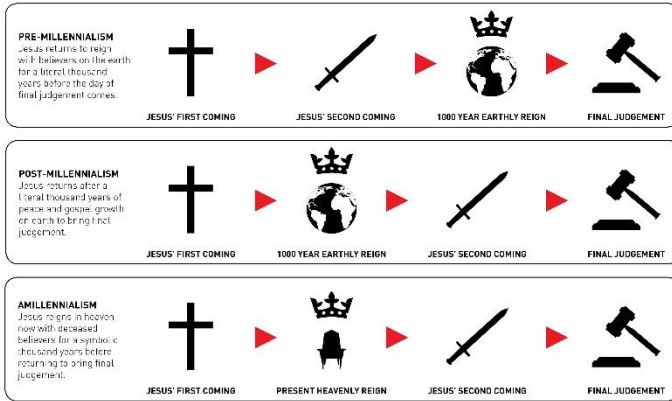 PRE-MILLENNIALISM
Jesus returns to reign
with believers on the earth
for a literal thousand
years before the day of
final judgement comes.
JESUS' FIRST COMING
JESUS' SECOND COMING
1000 YEAR EARTHLY REIGN
FINAL JUDGEMENT
POST-MILLENNIALISM
Jesus returns after a
literal thousand years of
peace and gospel growth
on earth to bring final
judgement.
JESUS' FIRST COMING
1000 YEAR EARTHLY REIGN
JESUS' SECOND COMING
FINAL JUDGEMENT
AMILLENNIALISM
Jesus reigns in heaven
now with deceased
believers for a symbolic
thousand years before
returning to bring final
judgement.
JESUS' FIRST COMING
PRESENT HEAVENLY REIGN
JESUS' SECOND COMING
FINAL JUDGEMENT